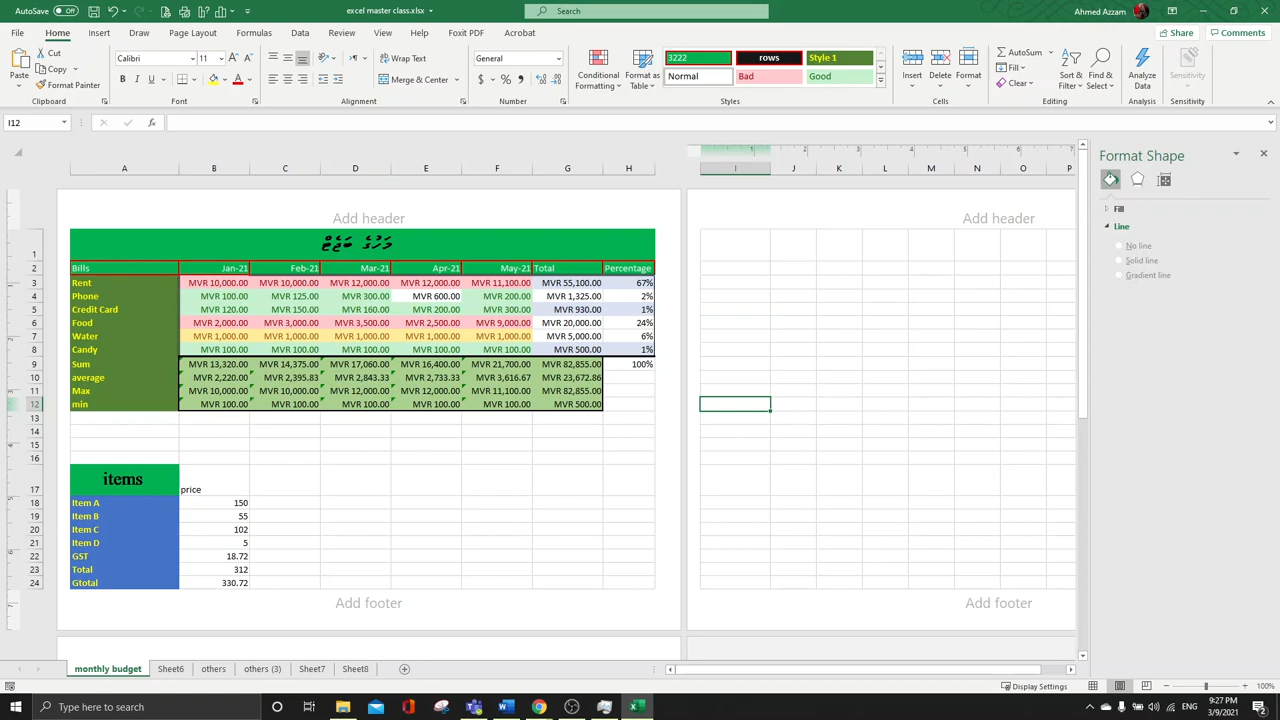 AutoSave Off
excel master class.xlsx
Search
Ahmed Azzam
File Home Insert Draw Page Layout Formulas Data Review View Help Foxit PDF Acrobat
Share Comments
Paste Cut Copy Format Painter
Clipboard
Calibri 11
B I U
Font
Wrap Text
Merge & Center
Alignment
General
Number
Conditional Formatting
Format as Table
3222 rows Style 1
Normal Bad Good
Styles
Insert Delete Format
Cells
AutoSum
Fill
Clear
Sort & Filter
Find & Select
Editing
Analyze Data
Analysis
Sensitivity
Sensitivity
I12
A B C D E F G H I J K L M N O P
Add header
Add header
މަހުގެ ބަޖެޓް
Bills Jan-21 Feb-21 Mar-21 Apr-21 May-21 Total Percentage
Rent MVR 10,000.00 MVR 10,000.00 MVR 12,000.00 MVR 12,000.00 MVR 11,100.00 MVR 55,100.00 67%
Phone MVR 100.00 MVR 125.00 MVR 300.00 MVR 600.00 MVR 200.00 MVR 1,325.00 2%
Credit Card MVR 120.00 MVR 150.00 MVR 160.00 MVR 200.00 MVR 300.00 MVR 930.00 1%
Food MVR 2,000.00 MVR 3,000.00 MVR 3,500.00 MVR 2,500.00 MVR 9,000.00 MVR 20,000.00 24%
Water MVR 1,000.00 MVR 1,000.00 MVR 1,000.00 MVR 1,000.00 MVR 1,000.00 MVR 5,000.00 6%
Candy MVR 100.00 MVR 100.00 MVR 100.00 MVR 100.00 MVR 100.00 MVR 500.00 1%
Sum MVR 13,320.00 MVR 14,375.00 MVR 17,060.00 MVR 16,400.00 MVR 21,700.00 MVR 82,855.00 100%
average MVR 2,220.00 MVR 2,395.83 MVR 2,843.33 MVR 2,733.33 MVR 3,616.67 MVR 23,672.86
Max MVR 10,000.00 MVR 10,000.00 MVR 12,000.00 MVR 12,000.00 MVR 11,100.00 MVR 82,855.00
min MVR 100.00 MVR 100.00 MVR 100.00 MVR 100.00 MVR 100.00 MVR 500.00
items price
Item A 150
Item B 55
Item C 102
Item D 5
GST 18.72
Total 312
Gtotal 330.72
Add footer
Add footer
Format Shape
Fill
Line
No line
Solid line
Gradient line
monthly budget Sheet6 others others (3) Sheet7 Sheet8
Display Settings 100%
Type here to search
ENG 9:27 PM
3/9/2021